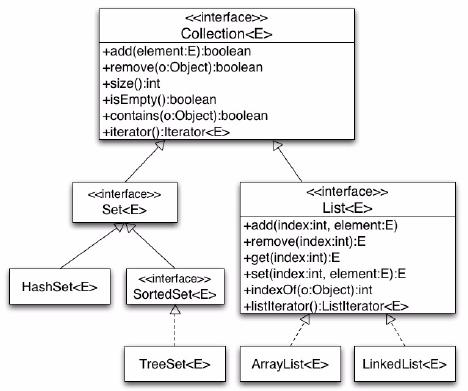 <<interface>>
Collection<E>
+add(element:E):boolean
+remove(o:Object):boolean
+size():int
+isEmpty():boolean
+contains(o:Object):boolean
+iterator():Iterator<E>
<<interface>>
Set<E>
<<interface>>
List<E>
+add(index:int, element:E)
+remove(index:int):E
+get(index:int):E
+set(index:int, element:E):E
+indexOf(o:Object):int
+listIterator():ListIterator<E>
HashSet<E>
<<interface>>
SortedSet<E>
TreeSet<E>
ArrayList<E>
LinkedList<E>